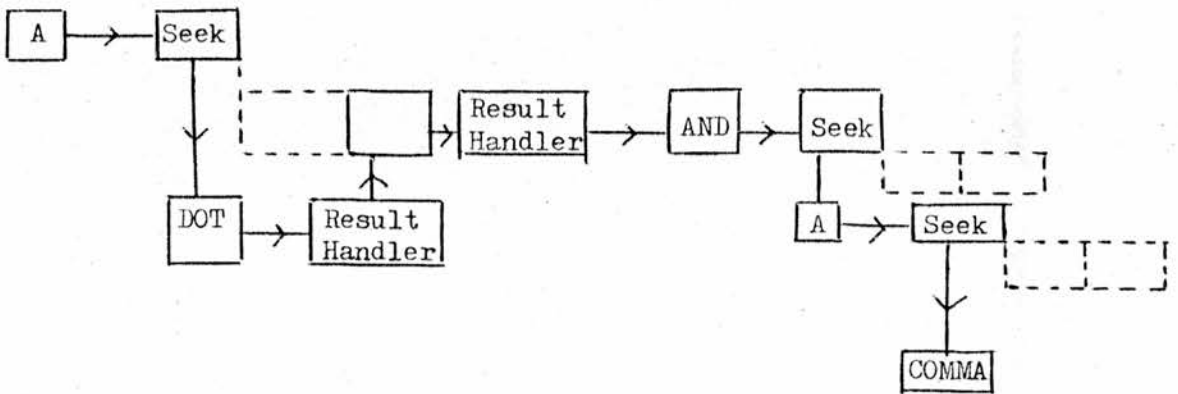 A
Seek
Result
Handler
AND
Seek
DOT
Result
Handler
A
Seek
COMMA